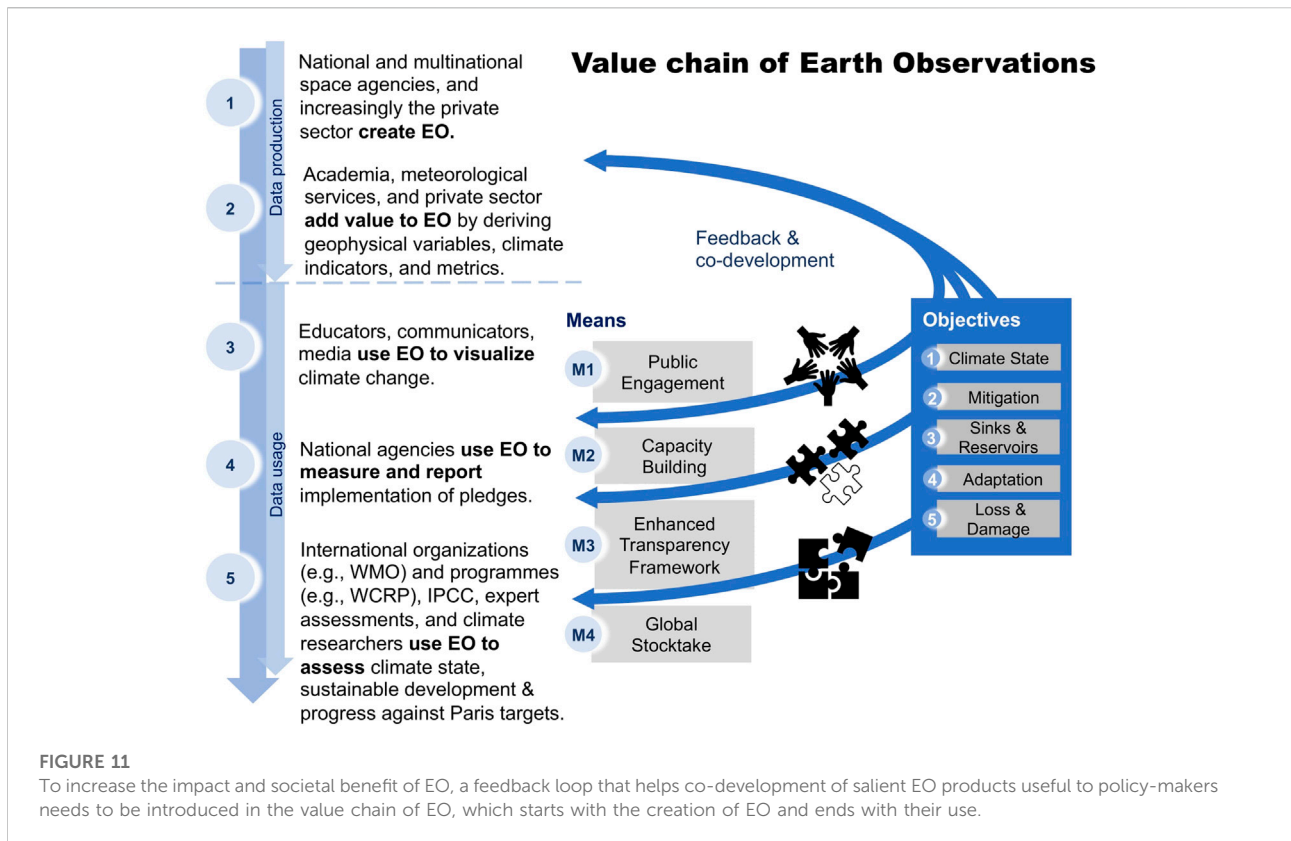 Value chain of Earth Observations
1
National and multinational
space agencies, and
increasingly the private
sector create EO.
Data production
2
Academia, meteorological
services, and private sector
add value to EO by deriving
geophysical variables, climate
indicators, and metrics.
Feedback &
co-development
3
Educators, communicators,
media use EO to visualize
climate change.
Data usage
4
National agencies use EO to
measure and report
implementation of pledges.
5
International organizations
(e.g., WMO) and programmes
(e.g., WCRP), IPCC, expert
assessments, and climate
researchers use EO to
assess climate state,
sustainable development &
progress against Paris targets.
Means
M1
Public
Engagement
M2
Capacity
Building
M3
Enhanced
Transparency
Framework
M4
Global
Stocktake
Objectives
1 Climate State
2 Mitigation
3 Sinks &
Reservoirs
4 Adaptation
5 Loss &
Damage
FIGURE 11
To increase the impact and societal benefit of EO, a feedback loop that helps co-development of salient EO products useful to policy-makers
needs to be introduced in the value chain of EO, which starts with the creation of EO and ends with their use.